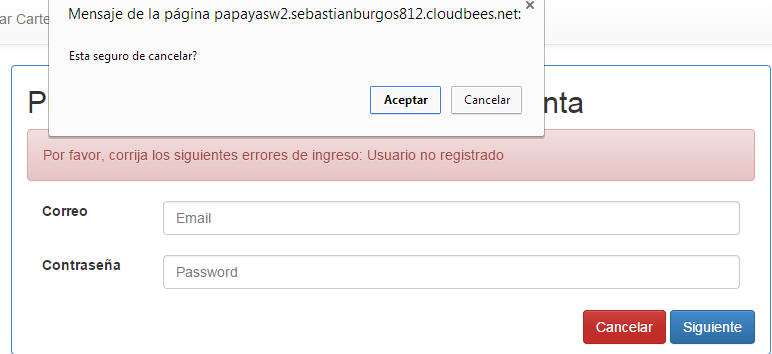 ar Carte
Mensaje de la página papayasw2.sebastianburgos812.cloudbees.net:
Esta seguro de cancelar?
Aceptar
Cancelar
P
nta
Por favor, corrija los siguientes errores de ingreso: Usuario no registrado
Correo
Email
Contraseña
Password
Cancelar
Siguiente